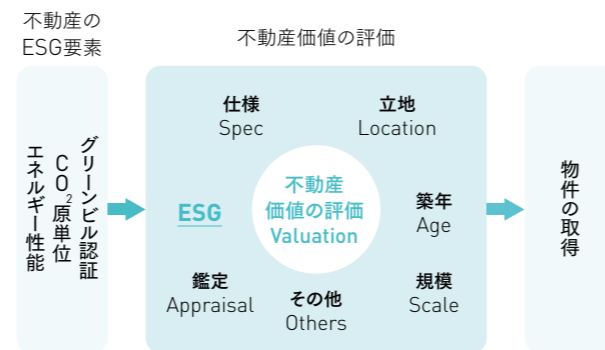 不動産の
ESG要素
不動産価値の評価
グリーンビル認証
CO2原単位
エネルギー性能
仕様
Spec
立地
Location
ESG
不動産
価値の評価
Valuation
築年
Age
鑑定
Appraisal
その他
Others
規模
Scale
物件の取得